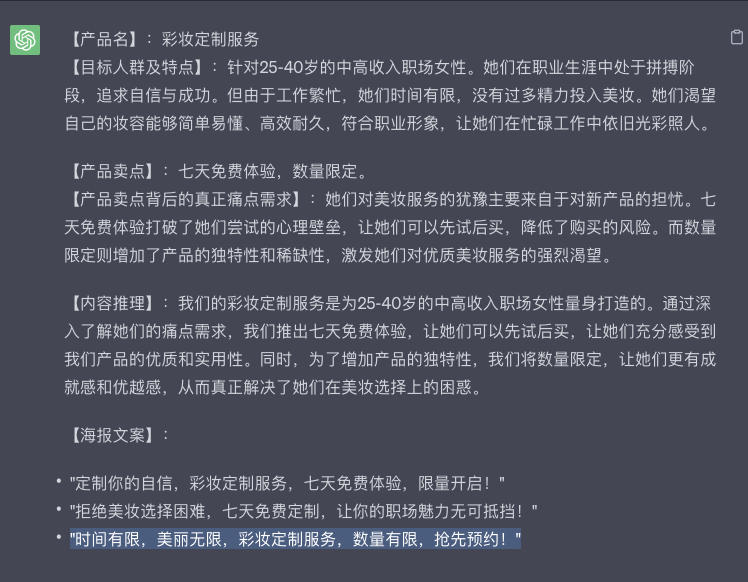 【产品名】：彩妆定制服务
【目标人群及特点】：针对25-40岁的中高收入职场女性。她们在职业生涯中处于拼搏阶
段，追求自信与成功。但由于工作繁忙，她们时间有限，没有过多精力投入美妆。她们渴望
自己的妆容能够简单易懂、高效耐久，符合职业形象，让她们在忙碌工作中依旧光彩照人。
【产品卖点】：七天免费体验，数量限定。
【产品卖点背后的真正痛点需求】：她们对美妆服务的犹豫主要来自于对新产品的担忧。七
天免费体验打破了她们尝试的心理壁垒，让她们可以先试后买，降低了购买的风险。而数量
限定则增加了产品的独特性和稀缺性，激发她们对优质美妆服务的强烈渴望。
【内容推理】：我们的彩妆定制服务是为25-40岁的中高收入职场女性量身打造的。通过深
入了解她们的痛点需求，我们推出七天免费体验，让她们可以先试后买，让她们充分感受到
我们产品的优质和实用性。同时，为了增加产品的独特性，我们将数量限定，让她们更有成
就感和优越感，从而真正解决了她们在美妆选择上的困惑。
【海报文案】：
• "定制你的自信，彩妆定制服务，七天免费体验，限量开启！"
• "拒绝美妆选择困难，七天免费定制，让你的职场魅力无可抵挡！"
• "时间有限，美丽无限，彩妆定制服务，数量有限，抢先预约！"